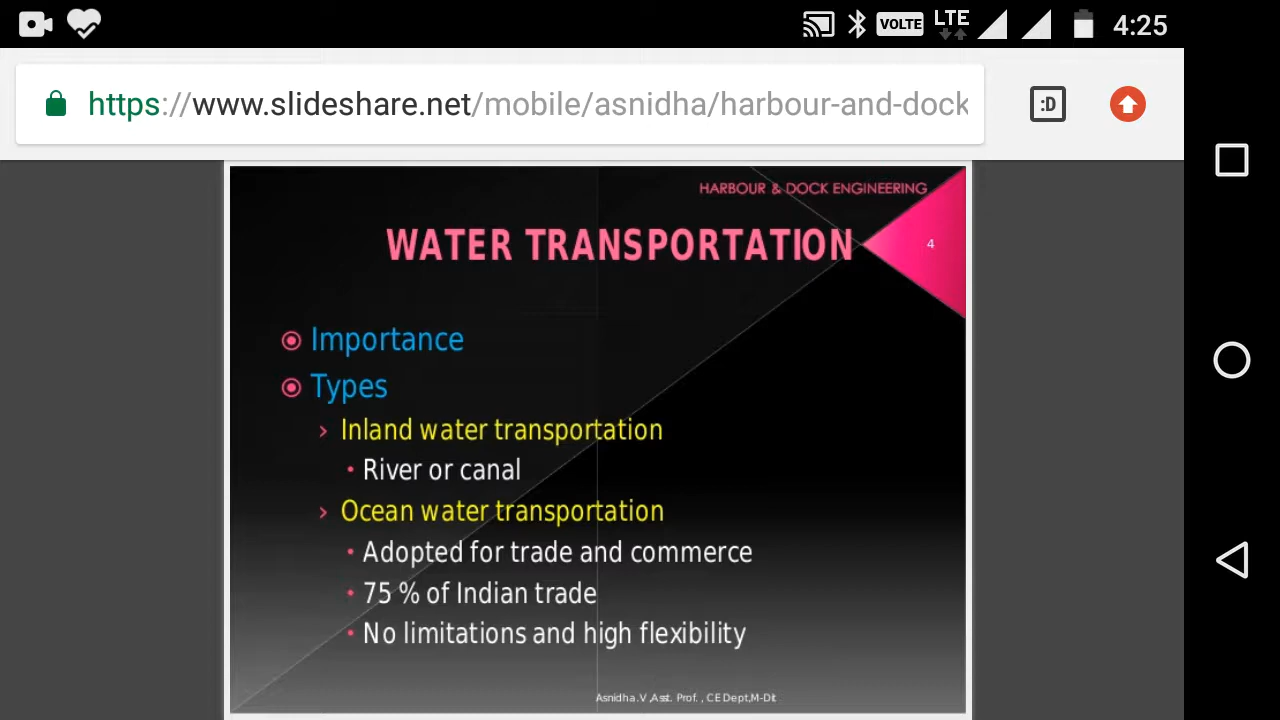 VOLTE LTE 4:25
https://www.slideshare.net/mobile/asnidha/harbour-and-dock
:D
HARBOUR & DOCK ENGINEERING
WATER TRANSPORTATION
4
Importance
Types
› Inland water transportation
• River or canal
› Ocean water transportation
• Adopted for trade and commerce
• 75 % of Indian trade
• No limitations and high flexibility
Asnidha.V ,Asst. Prof. , CE Dept,M-Dit